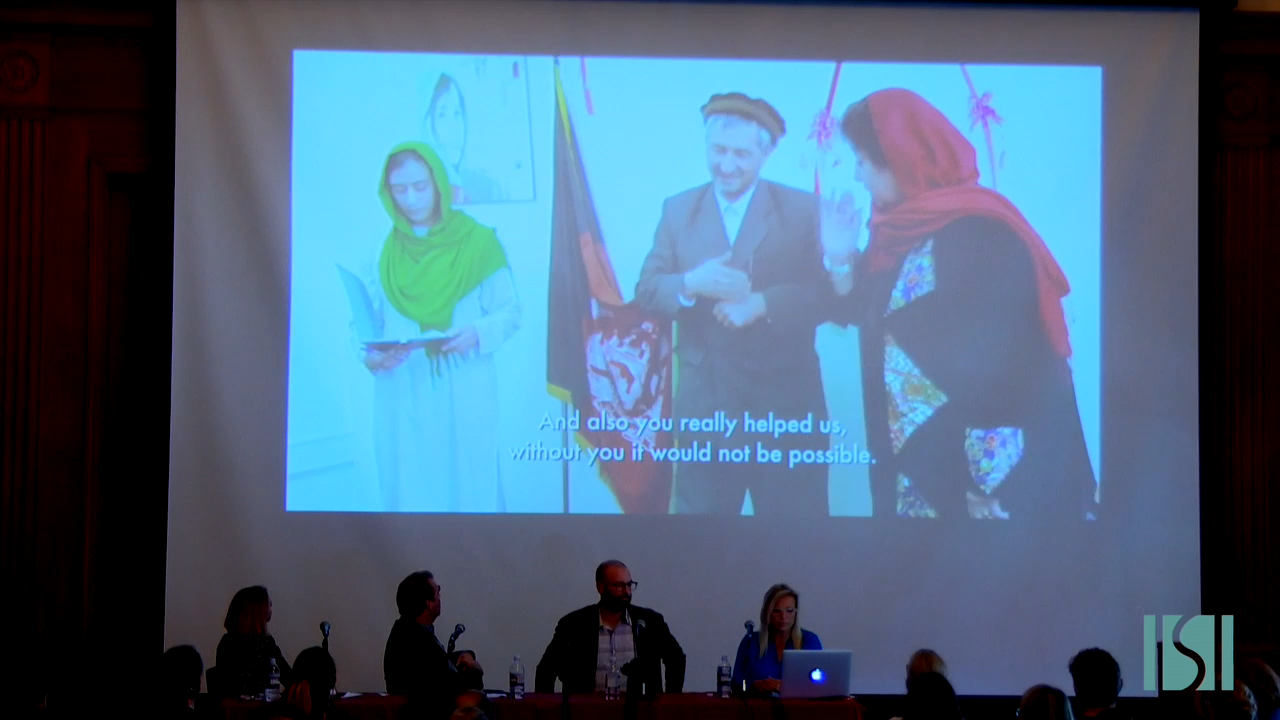 And also you really helped us,
without you it would not be possible.
ISI